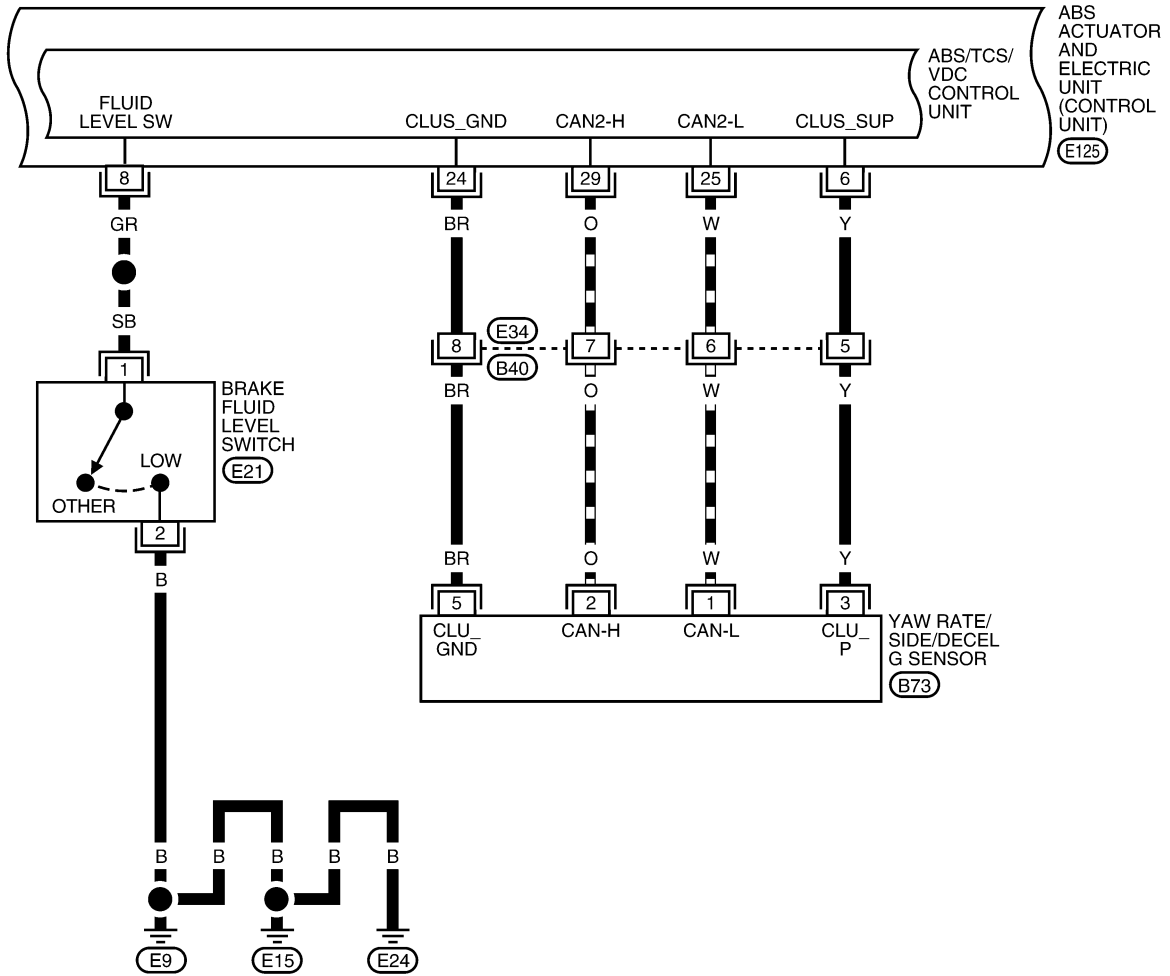 ABS
ACTUATOR
AND
ELECTRIC
UNIT
(CONTROL
UNIT)
E125
ABS/TCS/
VDC
CONTROL
UNIT
FLUID
LEVEL SW
CLUS_GND
CAN2-H
CAN2-L
CLUS_SUP
8
24
29
25
6
GR
BR
O
W
Y
SB
E34
8
7
6
5
B40
1
BR
O
W
Y
BRAKE
FLUID
LEVEL
SWITCH
E21
LOW
OTHER
2
B
BR
O
W
Y
5
2
1
3
CLU_
GND
CAN-H
CAN-L
CLU_
P
YAW RATE/
SIDE/DECEL
G SENSOR
B73
B
B
B
B
B
E9
E15
E24